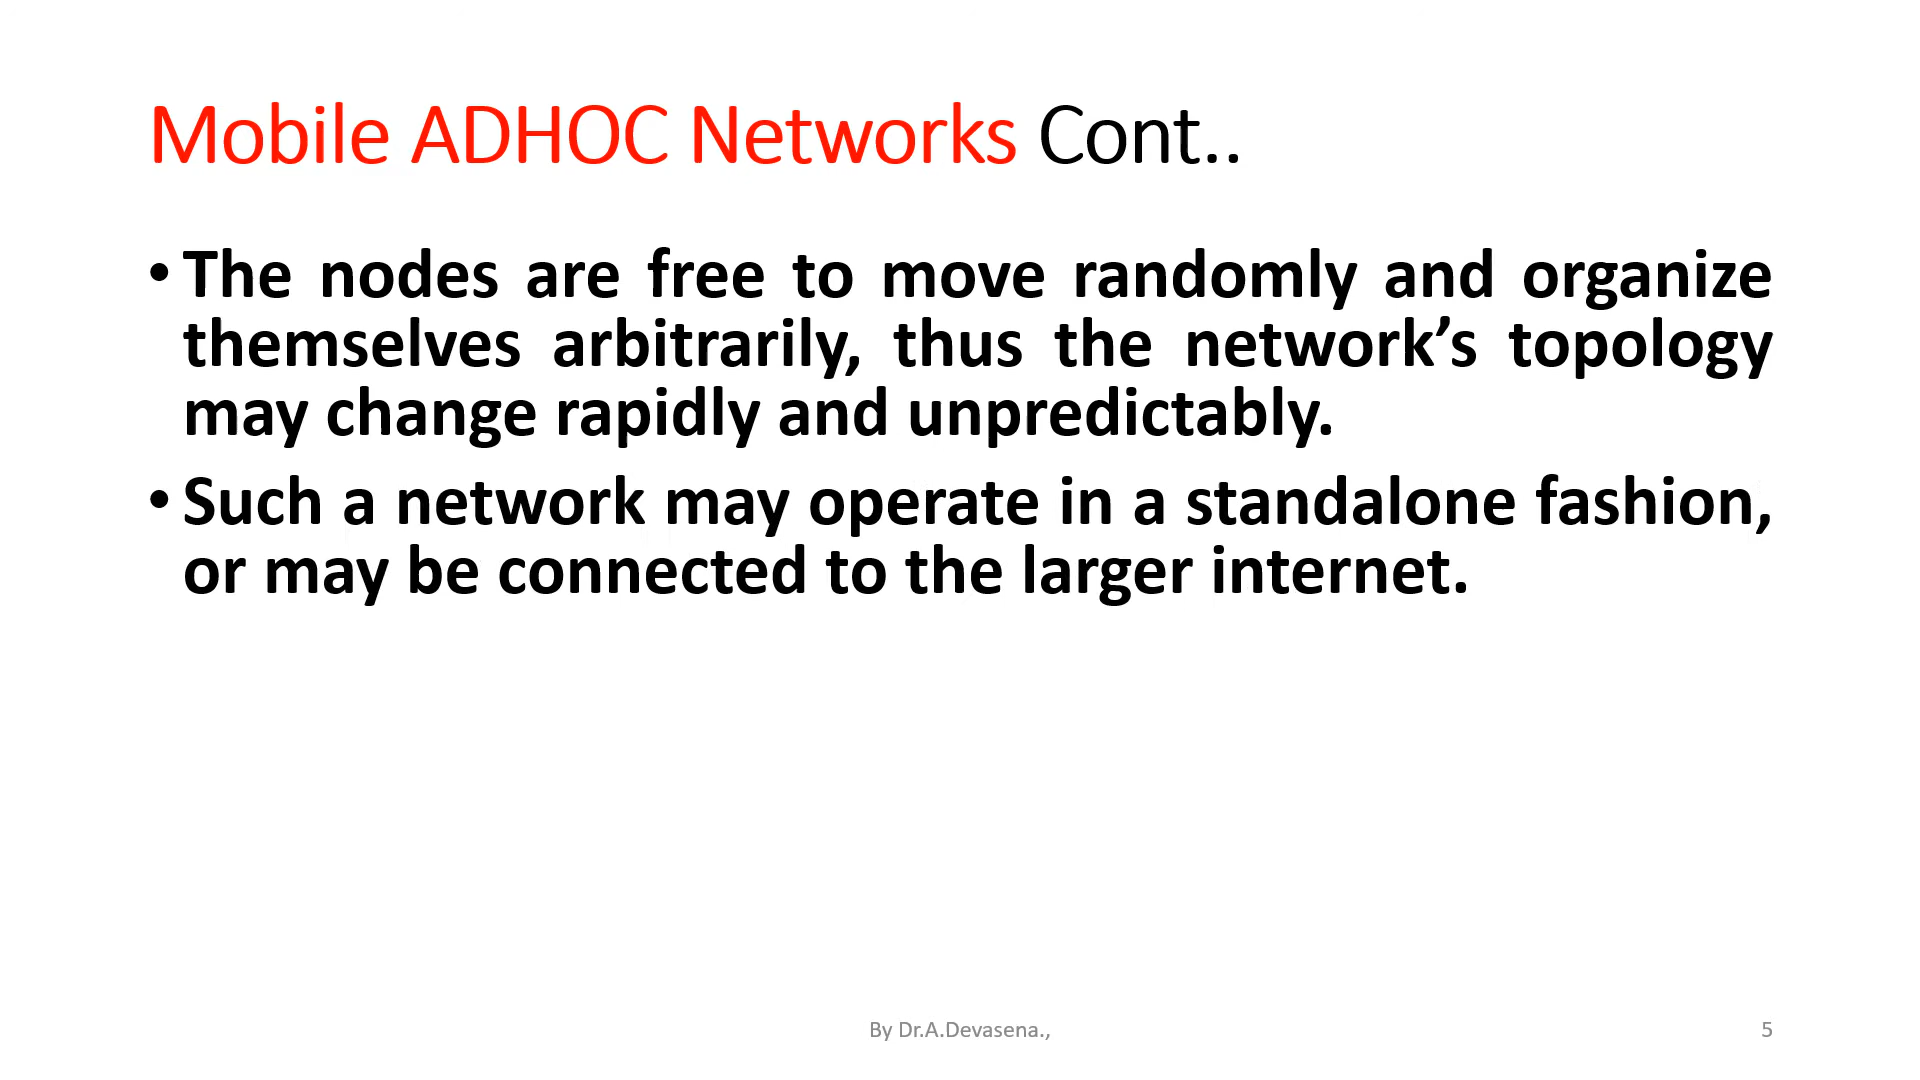 Mobile ADHOC Networks Cont..
• The nodes are free to move randomly and organize
themselves arbitrarily, thus the network’s topology
may change rapidly and unpredictably.
• Such a network may operate in a standalone fashion,
or may be connected to the larger internet.
By Dr.A.Devasena.,
5